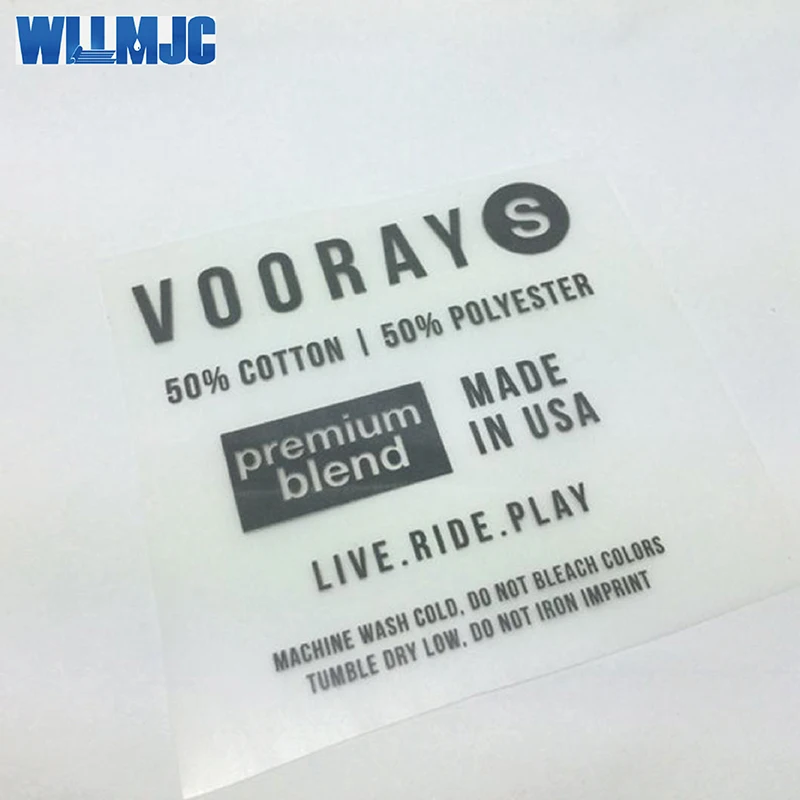 WLLMJC
VOORAY S
50% COTTON | 50% POLYESTER
premium
blend
MADE
IN USA
LIVE.RIDE.PLAY
MACHINE WASH COLD, DO NOT BLEACH COLORS
TUMBLE DRY LOW, DO NOT IRON IMPRINT